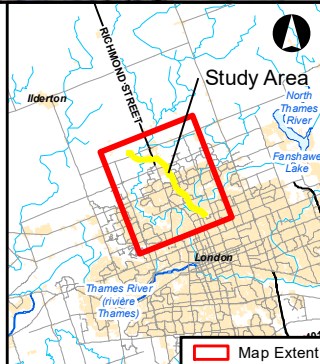 RICHMOND STREET
Study Area
Ilderton
North
Thames
River
Fanshawe
Lake
London
Thames River
(rivière
Thames)
Map Extent